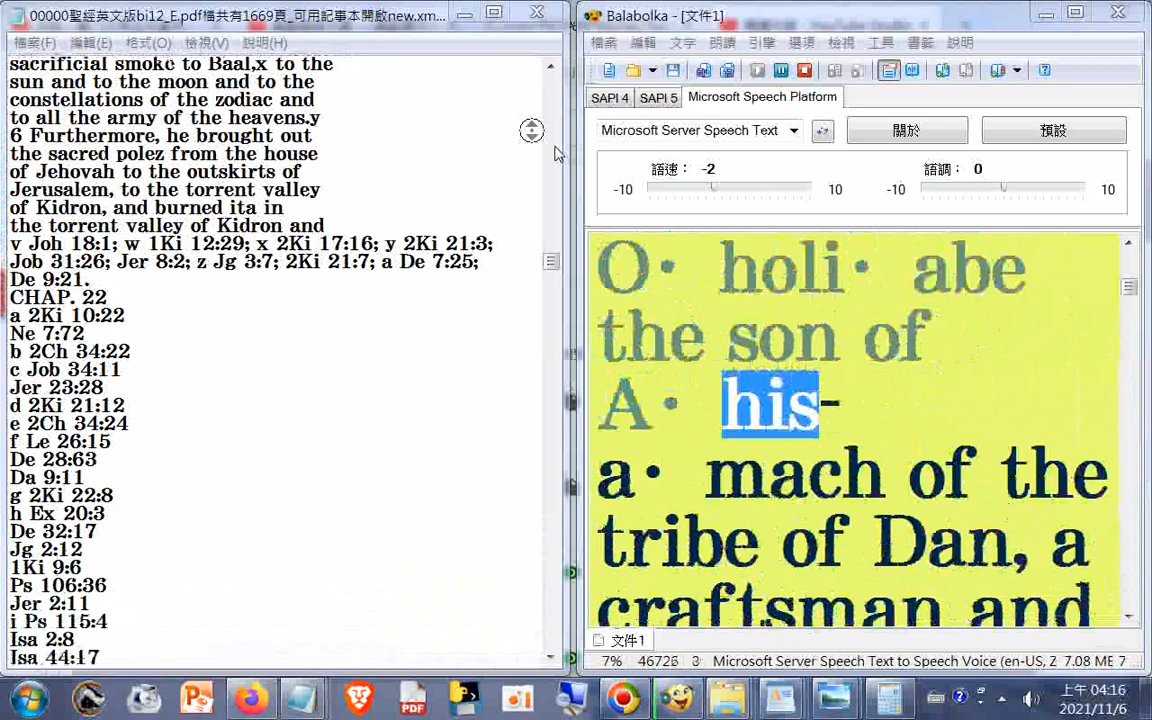 00000聖經英文版bi12_E.pdf檔共有1669頁_可用記事本開啟new.xm...
檔案(F) 編輯(E) 格式(O) 檢視(V) 說明(H)
sacrificial smoke to Baal,x to the
sun and to the moon and to the
constellations of the zodiac and
to all the army of the heavens.y
6 Furthermore, he brought out
the sacred polez from the house
of Jehovah to the outskirts of
Jerusalem, to the torrent valley
of Kidron, and burned ita in
the torrent valley of Kidron and
v Joh 18:1; w 1Ki 12:29; x 2Ki 17:16; y 2Ki 21:3;
Job 31:26; Jer 8:2; z Jg 3:7; 2Ki 21:7; a De 7:25;
De 9:21.
CHAP. 22
a 2Ki 10:22
Ne 7:72
b 2Ch 34:22
c Job 34:11
Jer 23:28
d 2Ki 21:12
e 2Ch 34:24
f Le 26:15
De 28:63
Da 9:11
g 2Ki 22:8
h Ex 20:3
De 32:17
Jg 2:12
1Ki 9:6
Ps 106:36
Jer 2:11
i Ps 115:4
Isa 2:8
Isa 44:17
Balabolka - [文件1]
檔案 編輯 文字 朗讀 引擎 選項 檢視 工具 書籤 說明
SAPI 4 SAPI 5 Microsoft Speech Platform
Microsoft Server Speech Text 關於 預設
語速： -2 語調： 0
-10 10 -10 10
O· holi· abe
the son of
A· his-
a· mach of the
tribe of Dan, a
craftsman and
文件1
7% 46725 3 Microsoft Server Speech Text to Speech Voice (en-US, Z 7.08 ME 7
PDF
上午 04:16
2021/11/6